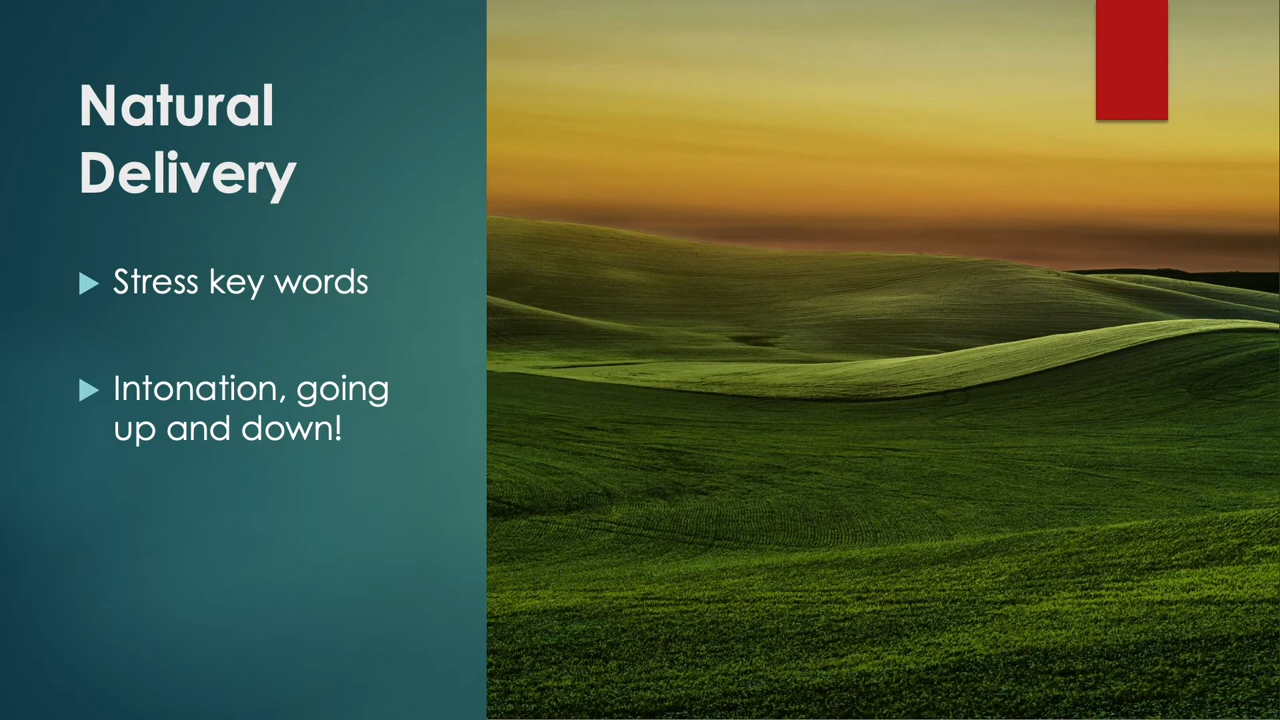 Natural
Delivery
Stress key words
Intonation, going
up and down!